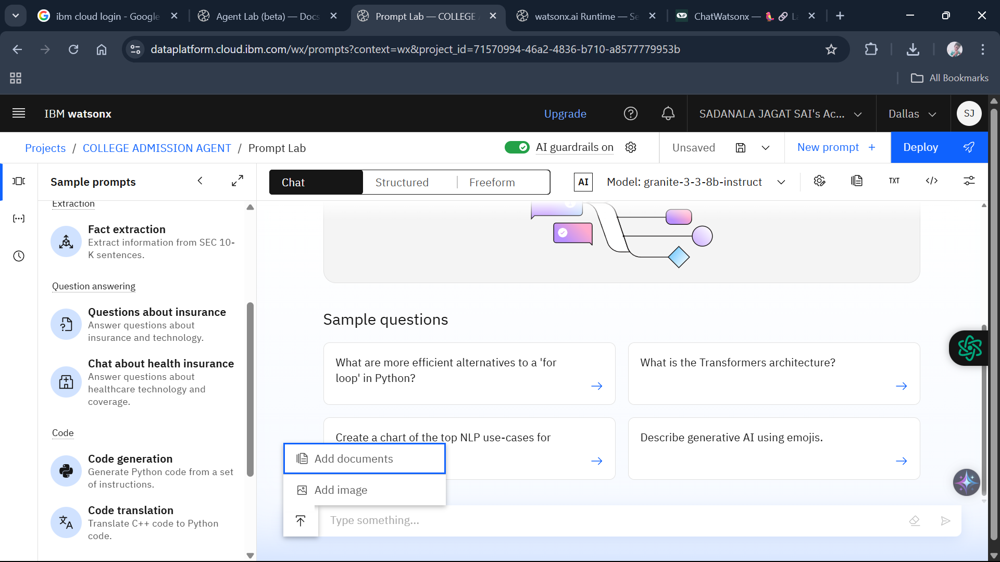 ibm cloud login - Google
Agent Lab (beta) — Docs
Prompt Lab — COLLEGE
watsonx.ai Runtime — Se
ChatWatsonx — 🦜🔗 La
dataplatform.cloud.ibm.com/wx/prompts?context=wx&project_id=71570994-46a2-4836-b710-a8577779953b
All Bookmarks
IBM watsonx
Upgrade
SADANALA JAGAT SAI's Ac...
Dallas
SJ
Projects / COLLEGE ADMISSION AGENT / Prompt Lab
AI guardrails on
Unsaved
New prompt +
Deploy
Sample prompts
Chat
Structured
Freeform
AI
Model: granite-3-3-8b-instruct
TXT
Extraction
Fact extraction
Extract information from SEC 10-
K sentences.
Question answering
Questions about insurance
Answer questions about
insurance and technology.
Chat about health insurance
Answer questions about
healthcare technology and
coverage.
Code
Code generation
Generate Python code from a set
of instructions.
Code translation
Translate C++ code to Python
code.
Sample questions
What are more efficient alternatives to a 'for
loop' in Python?
What is the Transformers architecture?
Create a chart of the top NLP use-cases for
Describe generative AI using emojis.
Add documents
Add image
Type something...